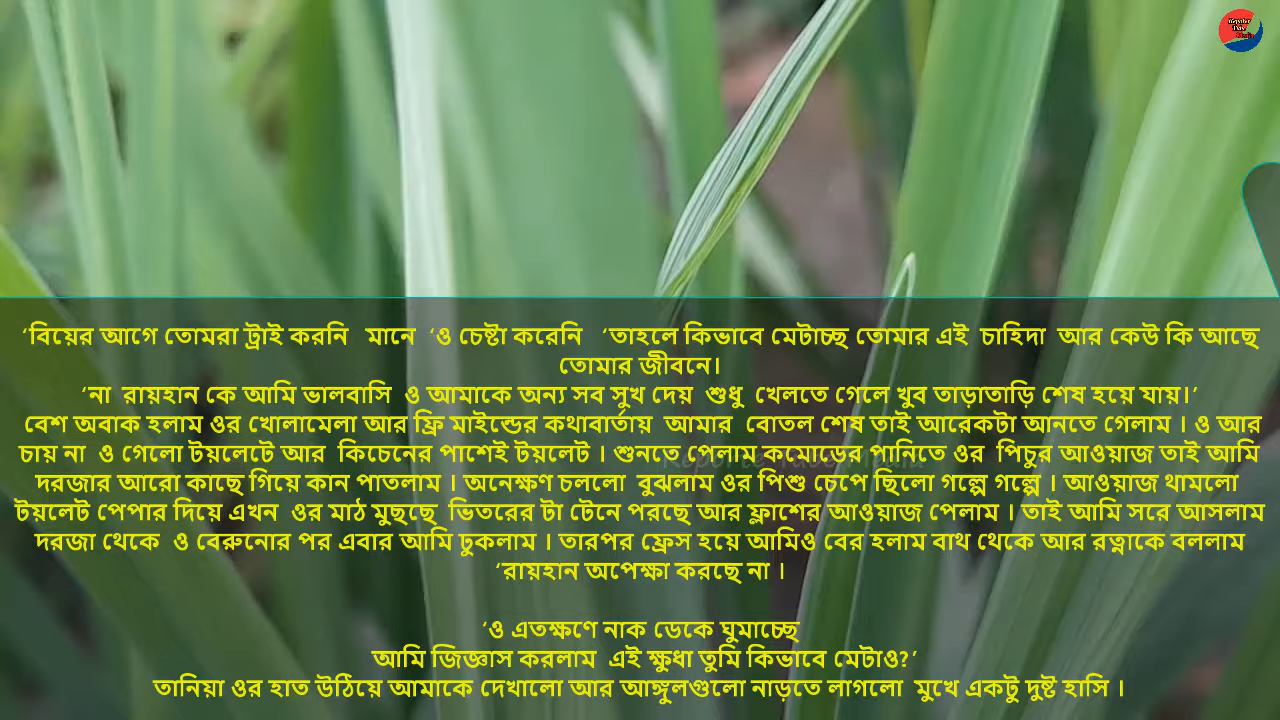 ‘বিয়ের আগে তোমরা ট্রাই করনি মানে ‘ও চেষ্টা করেনি ‘তাহলে কিভাবে মেটাচ্ছ তোমার এই চাহিদা আর কেউ কি আছে
তোমার জীবনে।
‘না রায়হান কে আমি ভালবাসি ও আমাকে অন্য সব সুখ দেয় শুধু খেলতে গেলে খুব তাড়াতাড়ি শেষ হয়ে যায়।’
বেশ অবাক হলাম ওর খোলামেলা আর ফ্রি মাইন্ডের কথাবার্তায় আমার বোতল শেষ তাই আরেকটা আনতে গেলাম । ও আর
চায় না ও গেলো টয়লেটে আর কিচেনের পাশেই টয়লেট । শুনতে পেলাম কমোডের পানিতে ওর পিচুর আওয়াজ তাই আমি
দরজার আরো কাছে গিয়ে কান পাতলাম । অনেক্ষণ চললো বুঝলাম ওর পিশু চেপে ছিলো গল্পে গল্পে । আওয়াজ থামলো
টয়লেট পেপার দিয়ে এখন ওর মাঠ মুছছে ভিতরের টা টেনে পরছে আর ফ্লাশের আওয়াজ পেলাম । তাই আমি সরে আসলাম
দরজা থেকে ও বেরুনোর পর এবার আমি ঢুকলাম । তারপর ফ্রেস হয়ে আমিও বের হলাম বাথ থেকে আর রত্নাকে বললাম
‘রায়হান অপেক্ষা করছে না ।
‘ও এতক্ষণে নাক ডেকে ঘুমাচ্ছে
আমি জিজ্ঞাস করলাম এই ক্ষুধা তুমি কিভাবে মেটাও?’
তানিয়া ওর হাত উঠিয়ে আমাকে দেখালো আর আঙ্গুলগুলো নাড়তে লাগলো মুখে একটু দুষ্ট হাসি ।